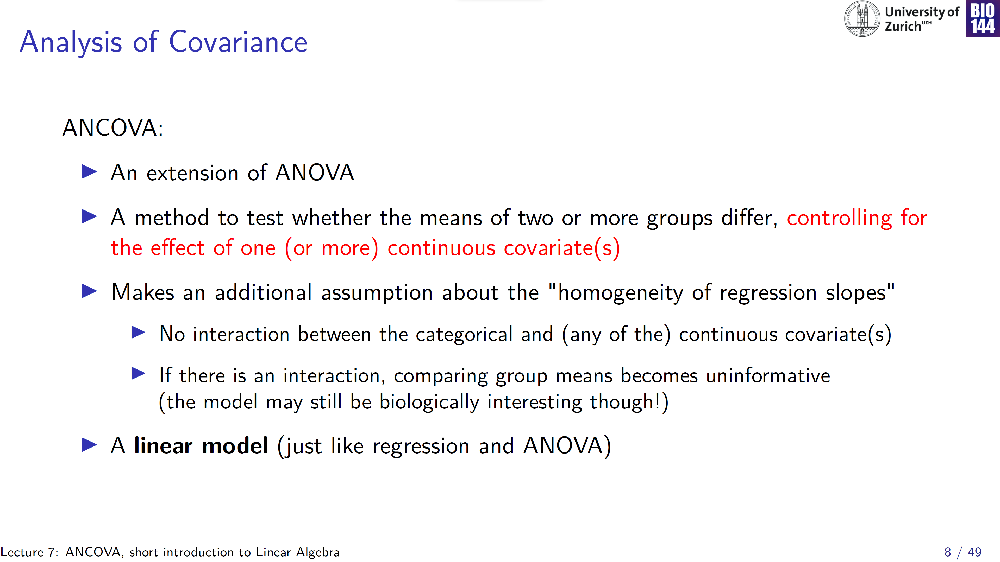 University of
Zurich UZH
BIO
144
Analysis of Covariance
ANCOVA:
An extension of ANOVA
A method to test whether the means of two or more groups differ, controlling for
the effect of one (or more) continuous covariate(s)
Makes an additional assumption about the "homogeneity of regression slopes"
No interaction between the categorical and (any of the) continuous covariate(s)
If there is an interaction, comparing group means becomes uninformative
(the model may still be biologically interesting though!)
A linear model (just like regression and ANOVA)
Lecture 7: ANCOVA, short introduction to Linear Algebra
8 / 49